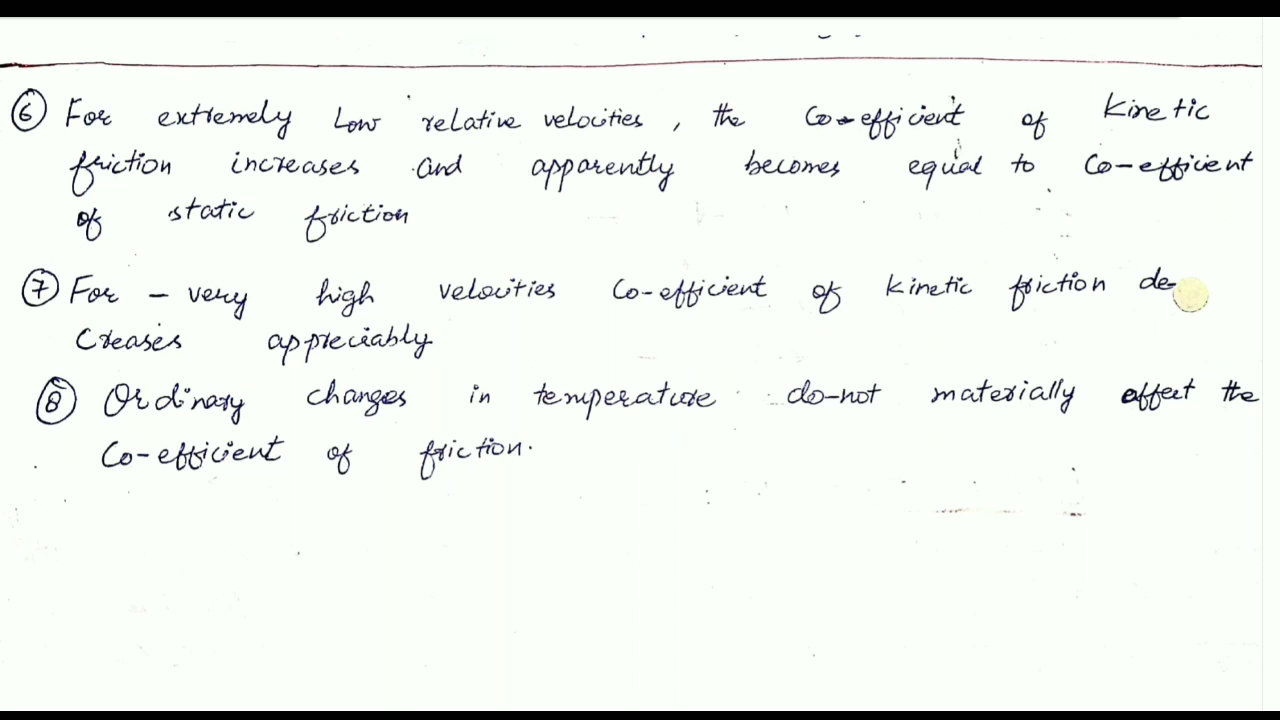 6 For extremely Low relative velocities, the Co-efficient of Kinetic
friction increases and apparently becomes equal to Co-efficient
of static friction
7 For - very high velocities Co-efficient of kinetic friction de-
Creases appreciably
8 Ordinary changes in temperature do-not materially affect the
Co-efficient of friction.